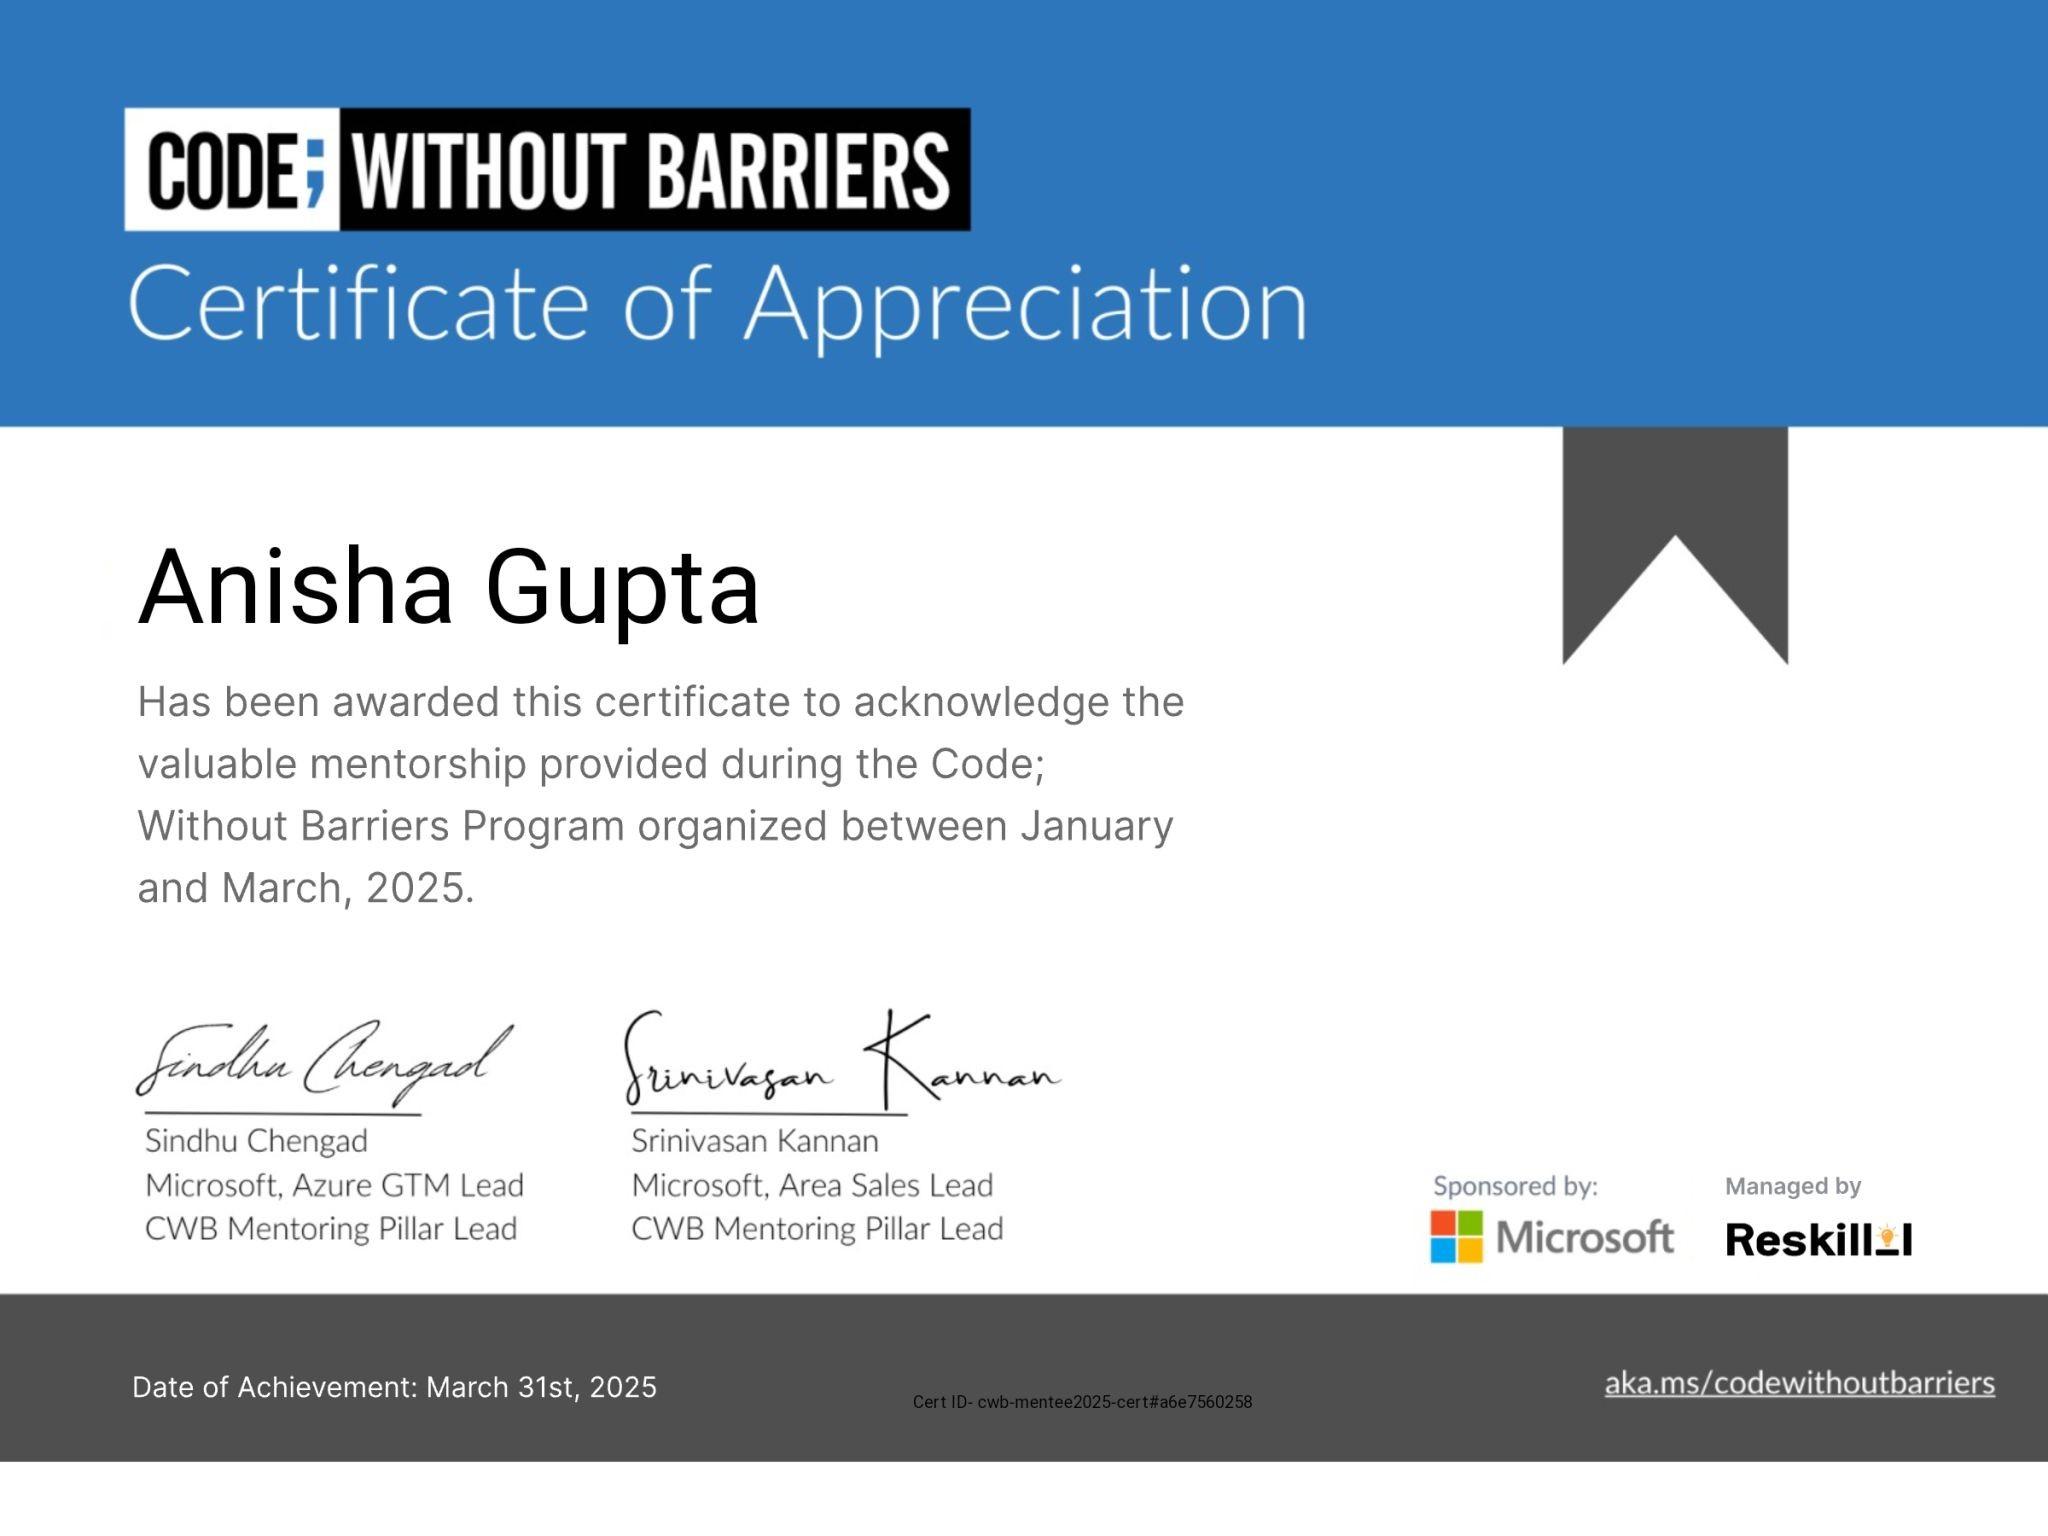 CODE; WITHOUT BARRIERS
Certificate of Appreciation
Anisha Gupta
Has been awarded this certificate to acknowledge the
valuable mentorship provided during the Code;
Without Barriers Program organized between January
and March, 2025.
Sindhu Chengad
Srinivasan Kannan
Sindhu Chengad
Microsoft, Azure GTM Lead
CWB Mentoring Pillar Lead
Srinivasan Kannan
Microsoft, Area Sales Lead
CWB Mentoring Pillar Lead
Sponsored by:
Microsoft
Managed by
Reskilll
Date of Achievement: March 31st, 2025
Cert ID- cwb-mentee2025-cert#a6e7560258
aka.ms/codewithoutbarriers